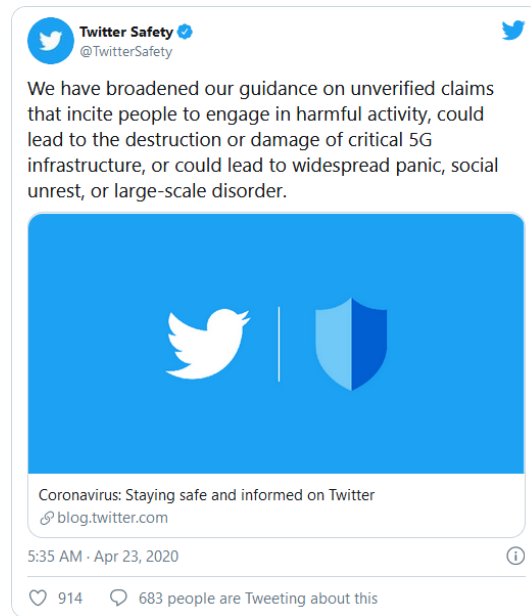 Twitter Safety
@TwitterSafety
We have broadened our guidance on unverified claims
that incite people to engage in harmful activity, could
lead to the destruction or damage of critical 5G
infrastructure, or could lead to widespread panic, social
unrest, or large-scale disorder.
Coronavirus: Staying safe and informed on Twitter
blog.twitter.com
5:35 AM · Apr 23, 2020
914 683 people are Tweeting about this